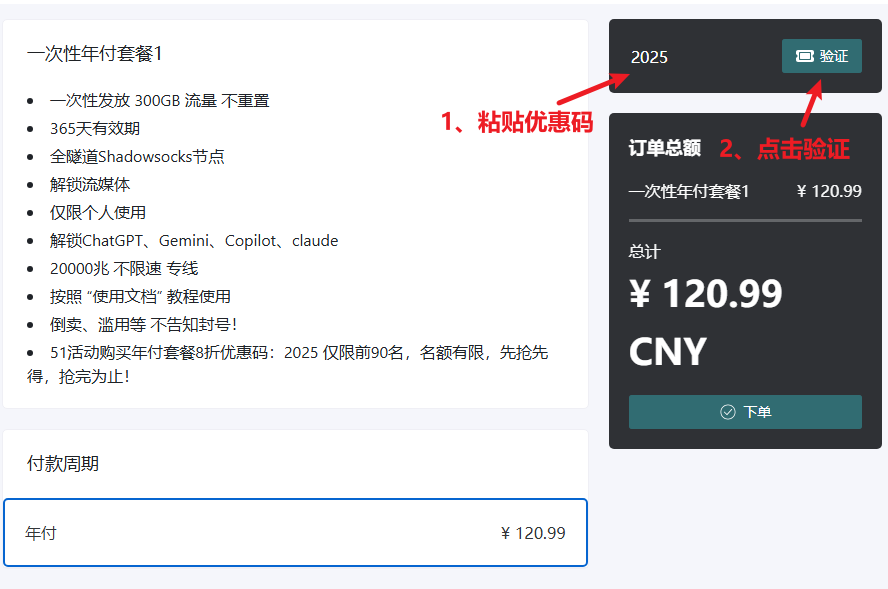 一次性年付套餐1
一次性发放 300GB 流量 不重置
365天有效期
全隧道Shadowsocks节点
解锁流媒体
仅限个人使用
解锁ChatGPT、Gemini、Copilot、claude
20000兆 不限速 专线
按照 “使用文档” 教程使用
倒卖、滥用等 不告知封号！
51活动购买年付套餐8折优惠码：2025 仅限前90名，名额有限，先抢先
得，抢完为止！
付款周期
年付 ¥ 120.99
2025 验证
1、粘贴优惠码
订单总额 2、点击验证
一次性年付套餐1 ¥ 120.99
总计
¥ 120.99
CNY
下单